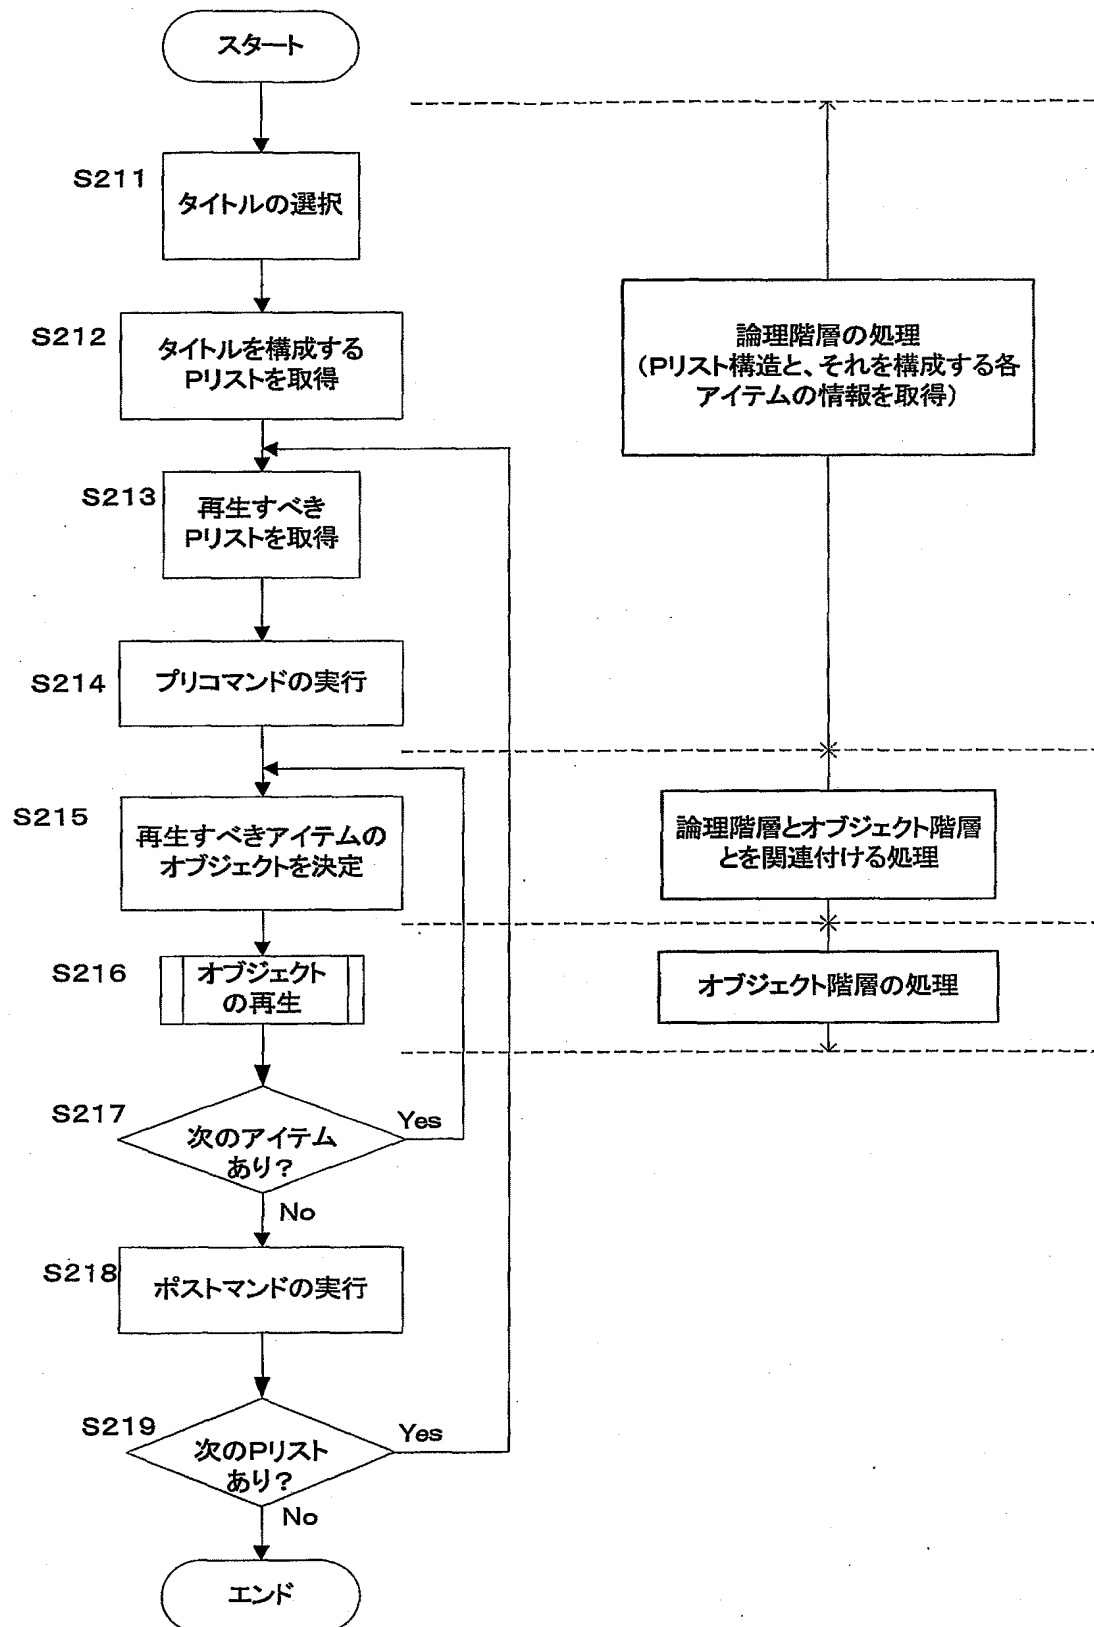 スタート
S211
タイトルの選択
S212
タイトルを構成する
Pリストを取得
論理階層の処理
(Pリスト構造と、それを構成する各
アイテムの情報を取得)
S213
再生すべき
Pリストを取得
S214
プリコマンドの実行
S215
再生すべきアイテムの
オブジェクトを決定
論理階層とオブジェクト階層
とを関連付ける処理
S216
オブジェクト
の再生
オブジェクト階層の処理
S217
次のアイテム
あり?
Yes
No
S218
ポストマンドの実行
S219
次のPリスト
あり?
Yes
No
エンド